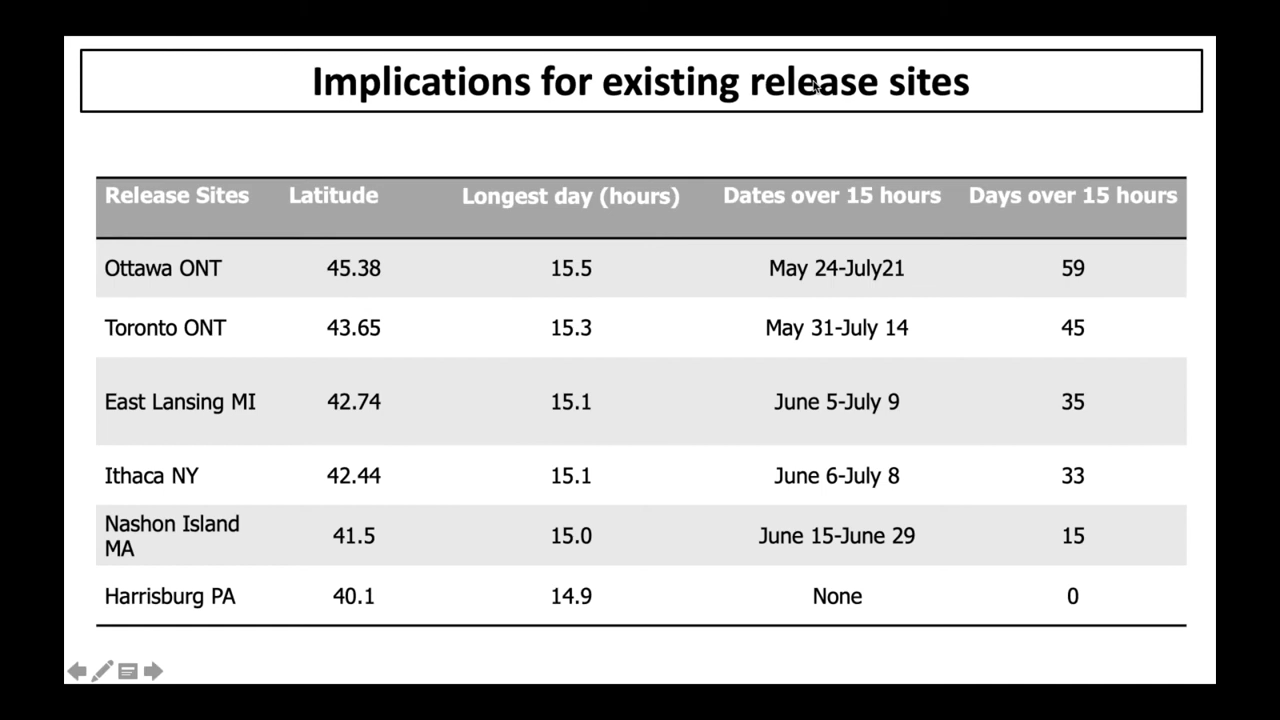 Implications for existing release sites
Release Sites Latitude Longest day (hours) Dates over 15 hours Days over 15 hours
Ottawa ONT 45.38 15.5 May 24-July21 59
Toronto ONT 43.65 15.3 May 31-July 14 45
East Lansing MI 42.74 15.1 June 5-July 9 35
Ithaca NY 42.44 15.1 June 6-July 8 33
Nashon Island
MA 41.5 15.0 June 15-June 29 15
Harrisburg PA 40.1 14.9 None 0